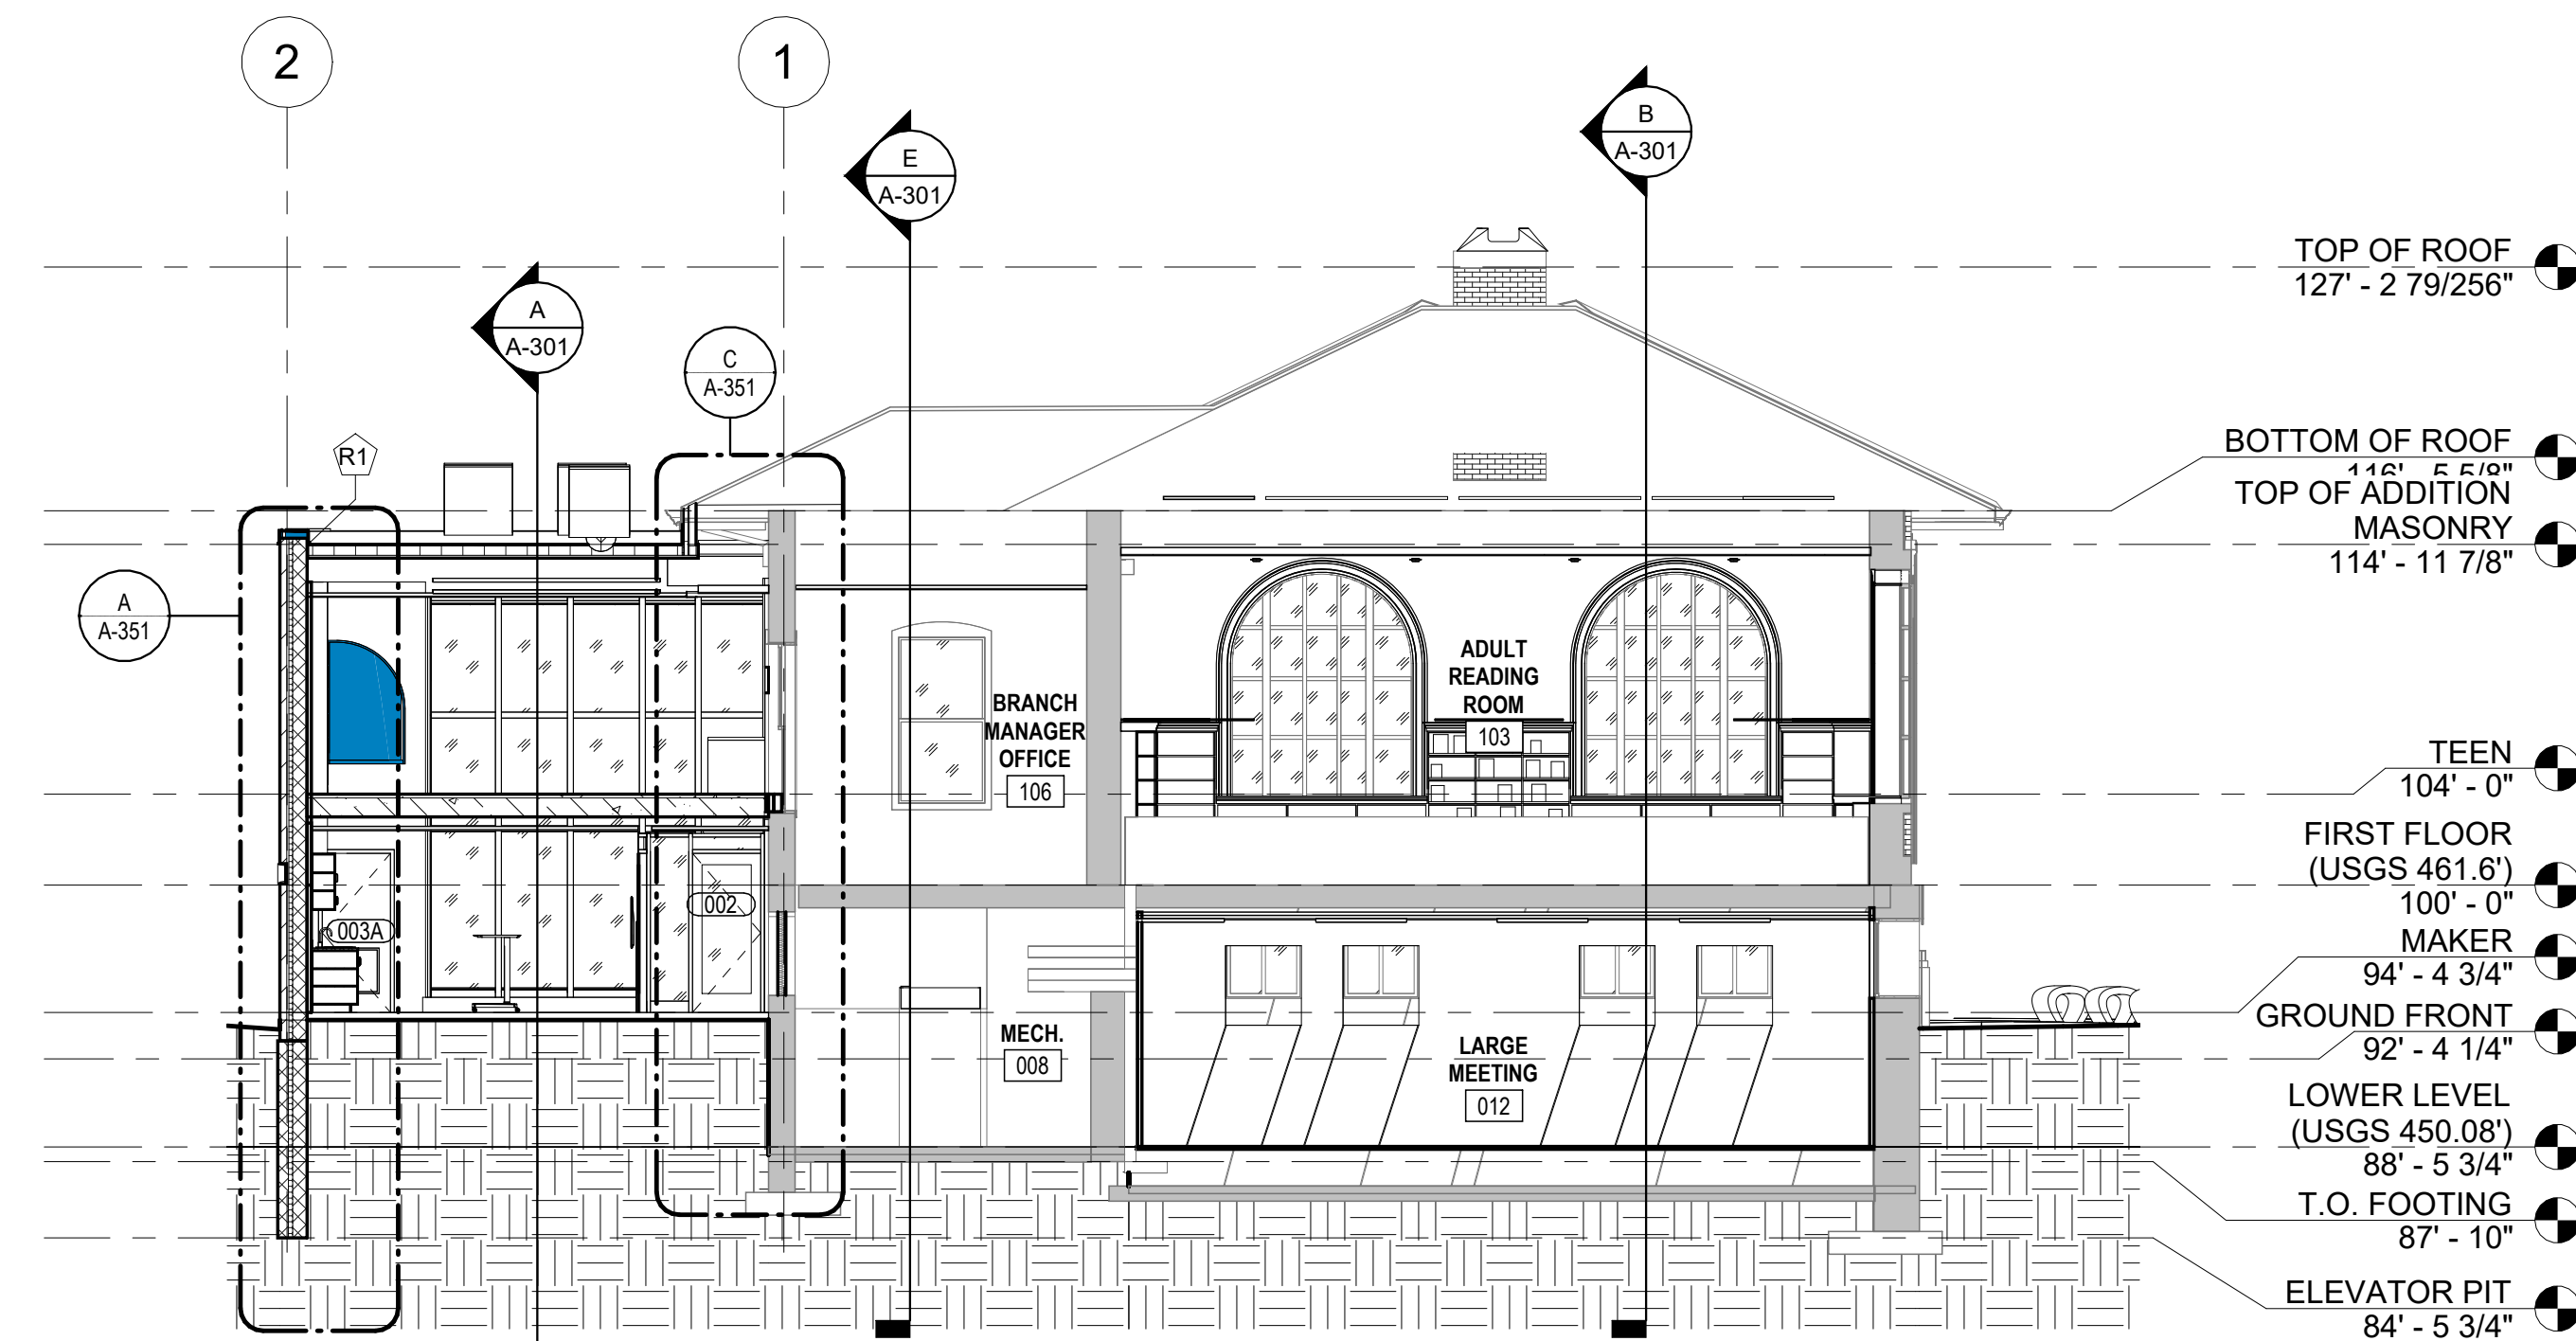 2
1
E
A-301
B
A-301
A
A-301
C
A-351
R1
A
A-351
TOP OF ROOF
127' - 2 79/256"
BOTTOM OF ROOF
116' - 5 5/8"
TOP OF ADDITION
MASONRY
114' - 11 7/8"
TEEN
104' - 0"
FIRST FLOOR
(USGS 461.6')
100' - 0"
MAKER
94' - 4 3/4"
GROUND FRONT
92' - 4 1/4"
LOWER LEVEL
(USGS 450.08')
88' - 5 3/4"
T.O. FOOTING
87' - 10"
ELEVATOR PIT
84' - 5 3/4"
BRANCH
MANAGER
OFFICE
106
ADULT
READING
ROOM
103
002
003A
MECH.
008
LARGE
MEETING
012